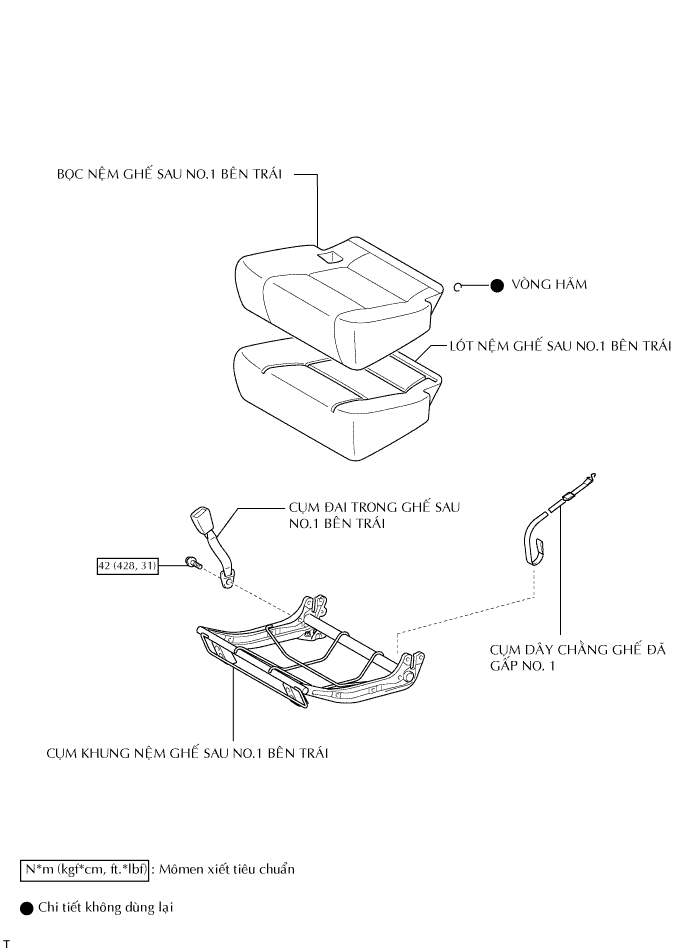 BỌC NỆM GHẾ SAU NO.1 BÊN TRÁI
VÒNG HÃM
LÓT NỆM GHẾ SAU NO.1 BÊN TRÁI
CỤM ĐAI TRONG GHẾ SAU
NO.1 BÊN TRÁI
42 (428, 31)
CỤM DÂY CHẰNG GHẾ ĐÃ
GẤP NO. 1
CỤM KHUNG NỆM GHẾ SAU NO.1 BÊN TRÁI
N*m (kgf*cm, ft.*lbf) : Mômen xiết tiêu chuẩn
Chi tiết không dùng lại
T